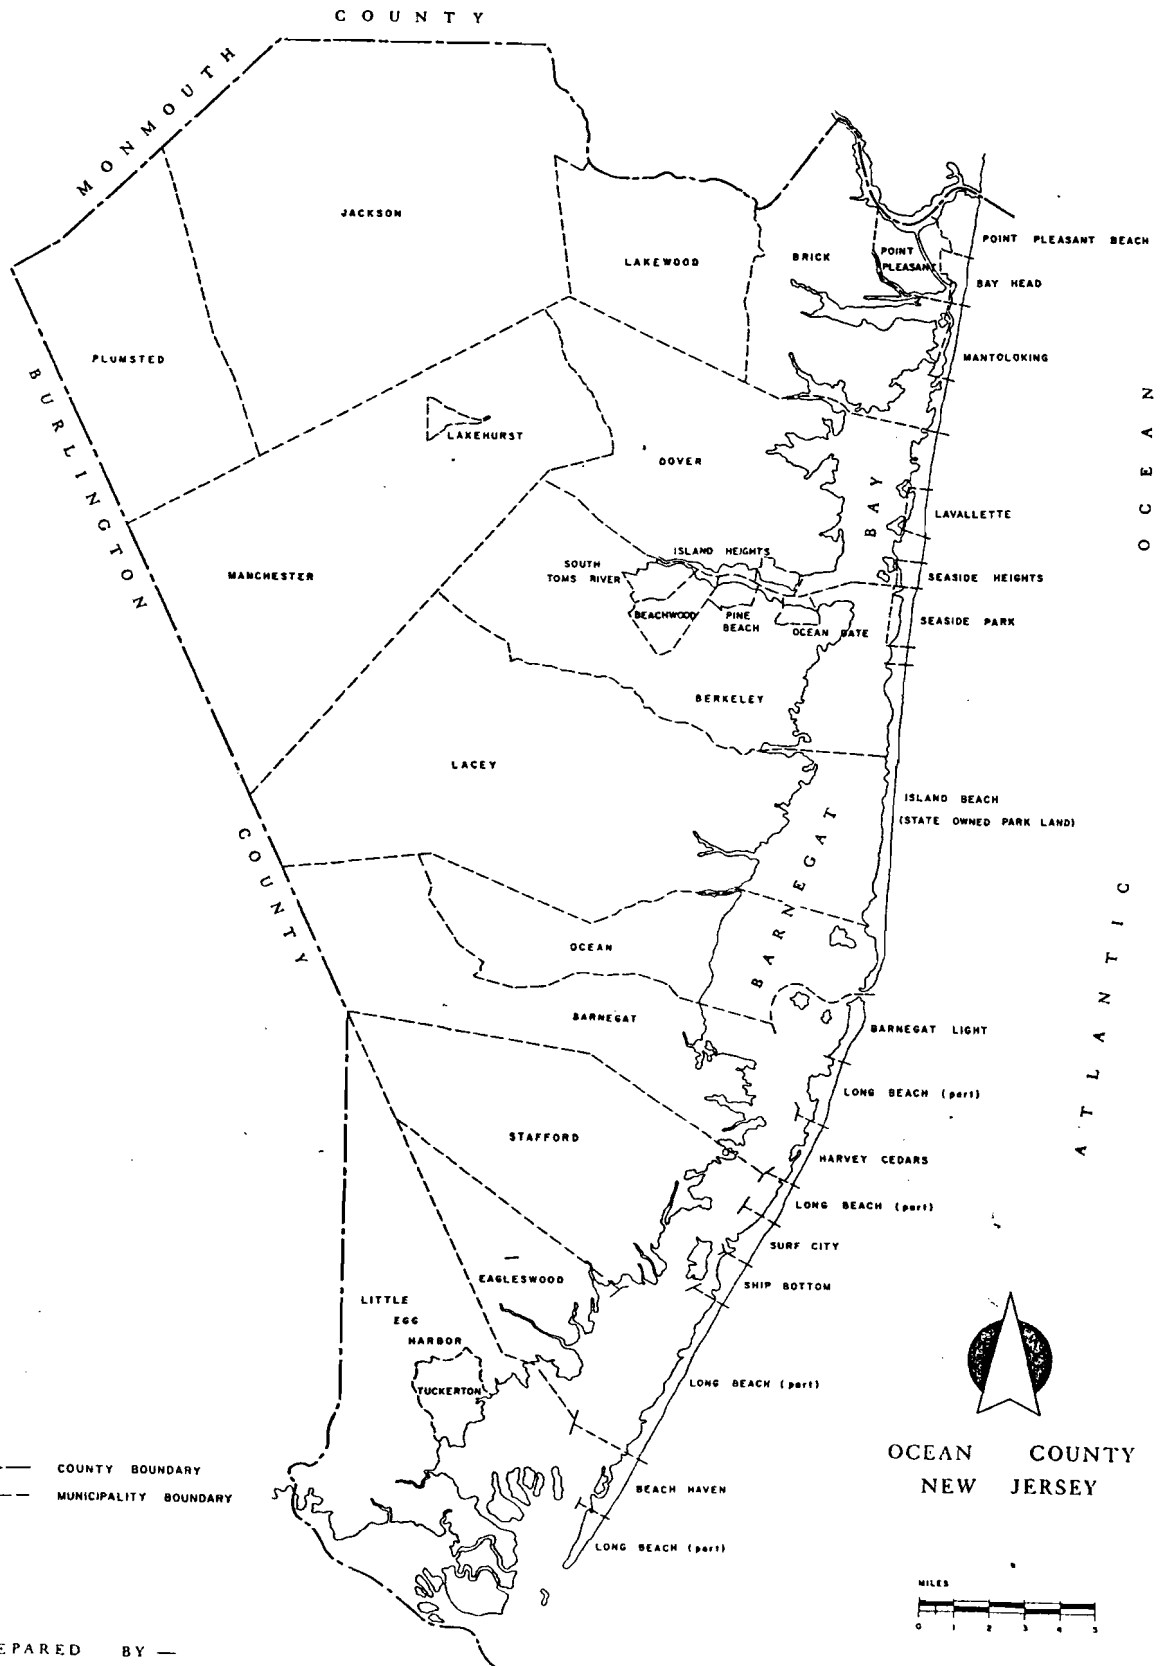 COUNTY
MONMOUTH
JACKSON
POINT PLEASANT BEACH
LAKEWOOD
BRICK
POINT
PLEASANT
BAY HEAD
PLUMSTED
MANTOLOKING
BURLINGTON
OCEAN
LAKEHURST
DOVER
BAY
LAVALLETTE
ISLAND HEIGHTS
SOUTH
TOMS RIVER
MANCHESTER
SEASIDE HEIGHTS
BEACHWOOD
PINE
BEACH
OCEAN GATE
SEASIDE PARK
BERKELEY
LACEY
ISLAND BEACH
(STATE OWNED PARK LAND)
COUNTY
BARNEGAT
ATLANTIC
OCEAN
BARNEGAT
BARNEGAT LIGHT
LONG BEACH (part)
STAFFORD
HARVEY CEDARS
LONG BEACH (part)
SURF CITY
EAGLESWOOD
SHIP BOTTOM
LITTLE
EGG
HARBOR
TUCKERTON
LONG BEACH (part)
OCEAN COUNTY
NEW JERSEY
COUNTY BOUNDARY
MUNICIPALITY BOUNDARY
BEACH HAVEN
LONG BEACH (part)
MILES
0 1 2 3 4 5
EPARED BY —